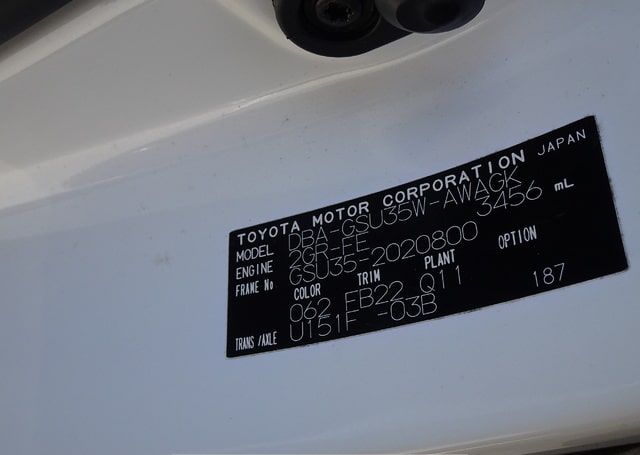 TOYOTA MOTOR CORPORATION JAPAN
MODEL DBA-GSU35W-AWAGK
ENGINE 2GR-FE 3456 mL
FRAME No GSU35-2020800
COLOR TRIM PLANT OPTION
062 FB22 Q11 187
TRANS/AXLE U151F -03B